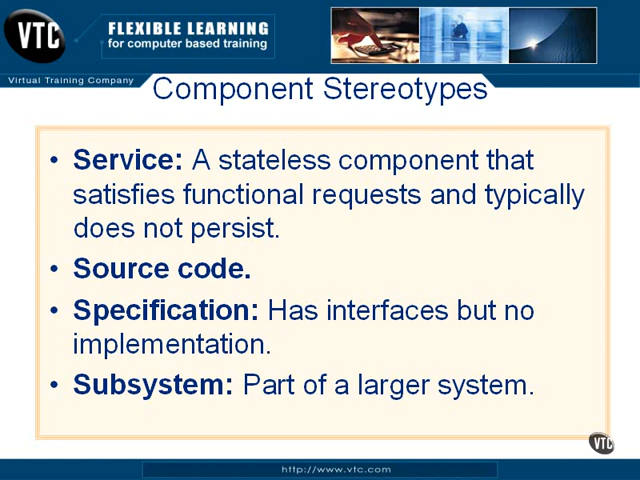 VTC
FLEXIBLE LEARNING
for computer based training
Virtual Training Company
Component Stereotypes
• Service: A stateless component that
satisfies functional requests and typically
does not persist.
• Source code.
• Specification: Has interfaces but no
implementation.
• Subsystem: Part of a larger system.
VTC
http://www.vtc.com